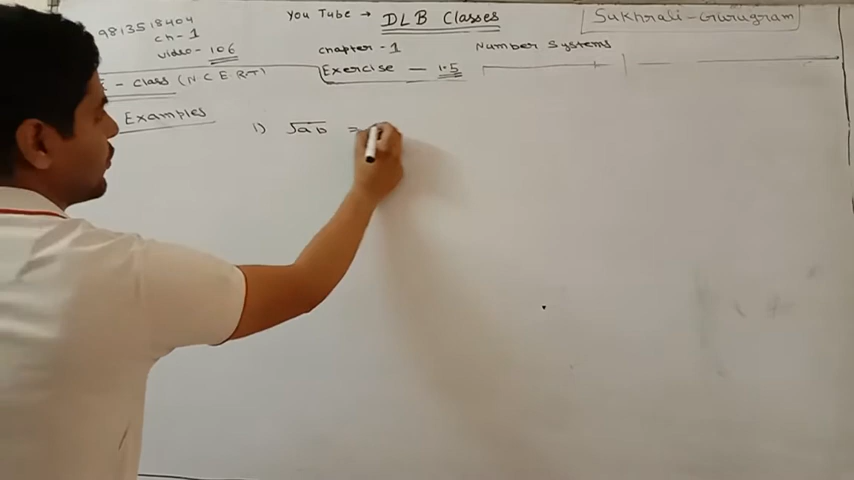 9813518404
ch-1
video-106
You Tube → DLB Classes
Sukhrali-Gurugram
chapter-1
Number Systems
class (N C E R T)
Exercise — 1.5
Examples
1) √ab =